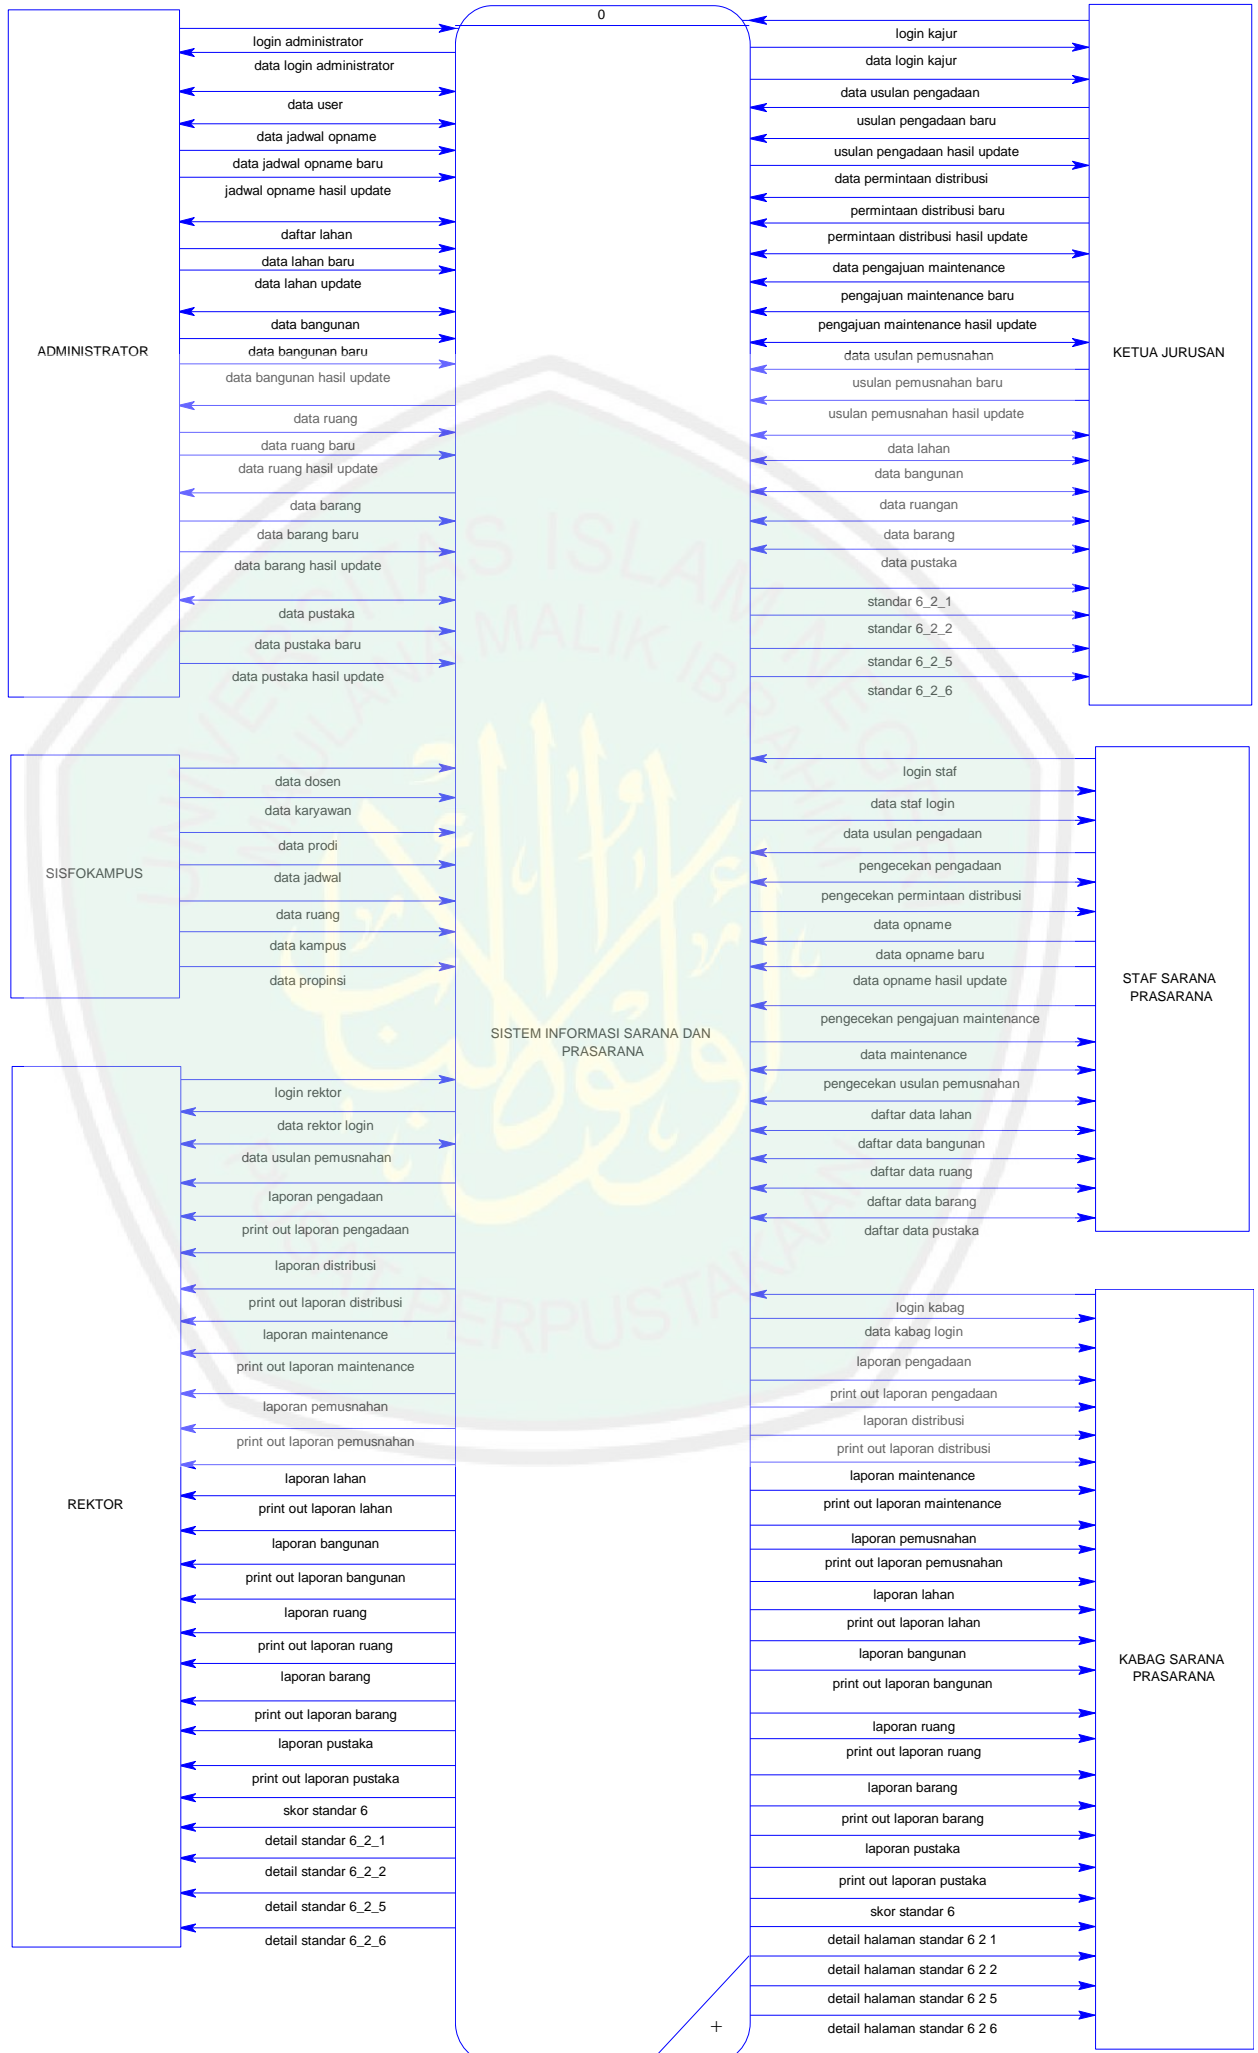 0
login administrator
data login administrator
data user
data jadwal opname
data jadwal opname baru
jadwal opname hasil update
daftar lahan
data lahan baru
data lahan update
data bangunan
data bangunan baru
data bangunan hasil update
data ruang
data ruang baru
data ruang hasil update
data barang
data barang baru
data barang hasil update
data pustaka
data pustaka baru
data pustaka hasil update
ADMINISTRATOR
data dosen
data karyawan
data prodi
data jadwal
data ruang
data kampus
data propinsi
SISFOKAMPUS
login rektor
data rektor login
data usulan pemusnahan
laporan pengadaan
print out laporan pengadaan
laporan distribusi
print out laporan distribusi
laporan maintenance
print out laporan maintenance
laporan pemusnahan
print out laporan pemusnahan
laporan lahan
print out laporan lahan
laporan bangunan
print out laporan bangunan
laporan ruang
print out laporan ruang
laporan barang
print out laporan barang
laporan pustaka
print out laporan pustaka
skor standar 6
detail standar 6_2_1
detail standar 6_2_2
detail standar 6_2_5
detail standar 6_2_6
REKTOR
SISTEM INFORMASI SARANA DAN
PRASARANA
+
login kajur
data login kajur
data usulan pengadaan
usulan pengadaan baru
usulan pengadaan hasil update
data permintaan distribusi
permintaan distribusi baru
permintaan distribusi hasil update
data pengajuan maintenance
pengajuan maintenance baru
pengajuan maintenance hasil update
data usulan pemusnahan
usulan pemusnahan baru
usulan pemusnahan hasil update
data lahan
data bangunan
data ruangan
data barang
data pustaka
standar 6_2_1
standar 6_2_2
standar 6_2_5
standar 6_2_6
KETUA JURUSAN
login staf
data staf login
data usulan pengadaan
pengecekan pengadaan
pengecekan permintaan distribusi
data opname
data opname baru
data opname hasil update
pengecekan pengajuan maintenance
data maintenance
pengecekan usulan pemusnahan
daftar data lahan
daftar data bangunan
daftar data ruang
daftar data barang
daftar data pustaka
STAF SARANA
PRASARANA
login kabag
data kabag login
laporan pengadaan
print out laporan pengadaan
laporan distribusi
print out laporan distribusi
laporan maintenance
print out laporan maintenance
laporan pemusnahan
print out laporan pemusnahan
laporan lahan
print out laporan lahan
laporan bangunan
print out laporan bangunan
laporan ruang
print out laporan ruang
laporan barang
print out laporan barang
laporan pustaka
print out laporan pustaka
skor standar 6
detail halaman standar 6 2 1
detail halaman standar 6 2 2
detail halaman standar 6 2 5
detail halaman standar 6 2 6
KABAG SARANA
PRASARANA
UNIVERSITAS ISLAM NEGERI
MAULANA MALIK IBRAHIM
PUSAT PERPUSTAKAAN